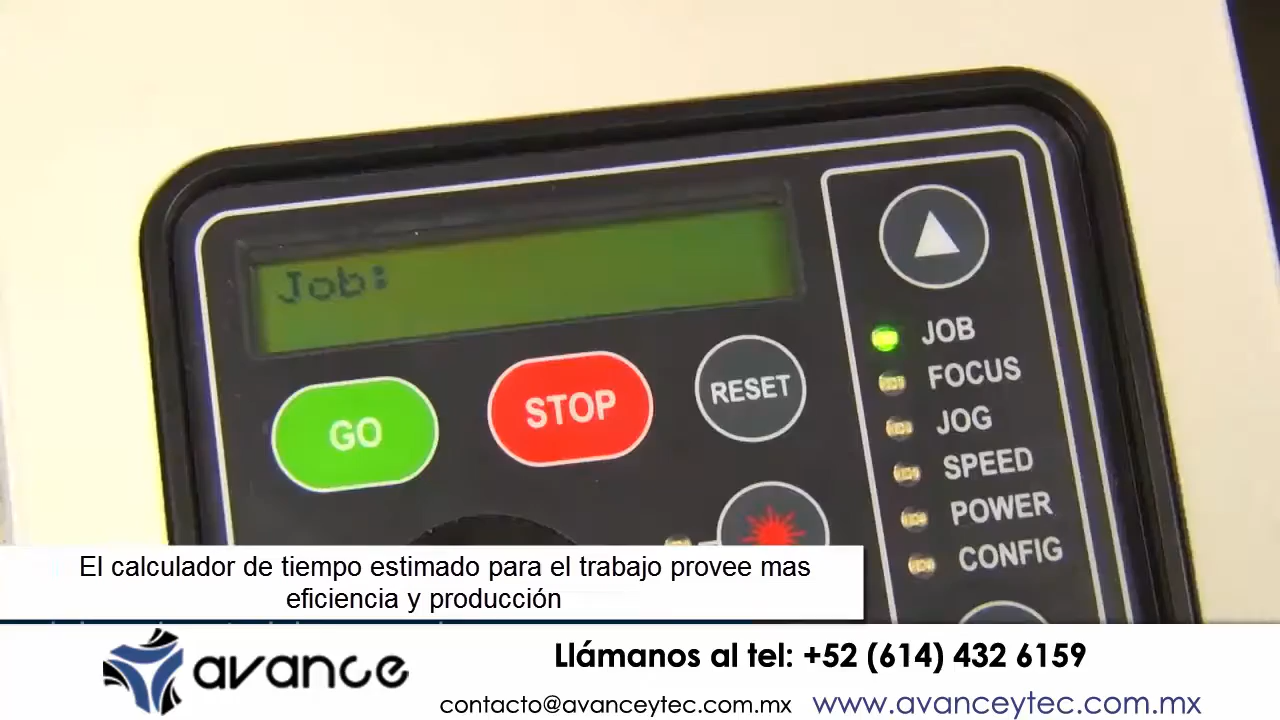 Job:
GO
STOP
RESET
JOB
FOCUS
JOG
SPEED
POWER
CONFIG
El calculador de tiempo estimado para el trabajo provee mas
eficiencia y producción
avance
Llámanos al tel: +52 (614) 432 6159
contacto@avanceytec.com.mx
www.avanceytec.com.mx